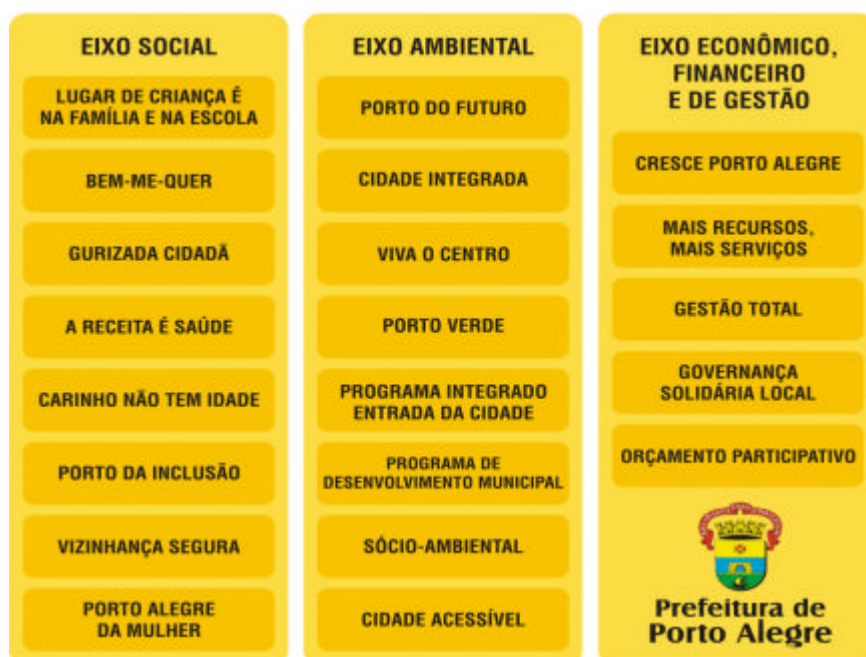 EIXO SOCIAL
LUGAR DE CRIANÇA É
NA FAMÍLIA E NA ESCOLA
BEM-ME-QUER
GURIZADA CIDADÃ
A RECEITA É SAÚDE
CARINHO NÃO TEM IDADE
PORTO DA INCLUSÃO
VIZINHANÇA SEGURA
PORTO ALEGRE
DA MULHER
EIXO AMBIENTAL
PORTO DO FUTURO
CIDADE INTEGRADA
VIVA O CENTRO
PORTO VERDE
PROGRAMA INTEGRADO
ENTRADA DA CIDADE
PROGRAMA DE
DESENVOLVIMENTO MUNICIPAL
SÓCIO-AMBIENTAL
CIDADE ACESSÍVEL
EIXO ECONÔMICO,
FINANCEIRO
E DE GESTÃO
CRESCE PORTO ALEGRE
MAIS RECURSOS,
MAIS SERVIÇOS
GESTÃO TOTAL
GOVERNANÇA
SOLIDÁRIA LOCAL
ORÇAMENTO PARTICIPATIVO
Prefeitura de
Porto Alegre